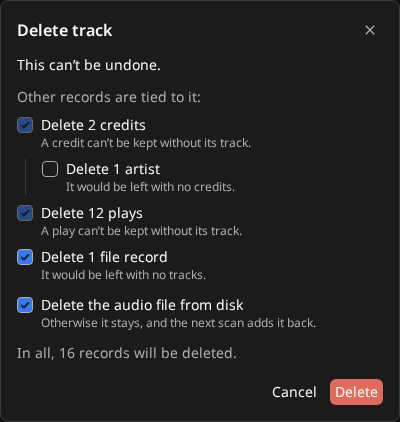 Delete track
This can’t be undone.
Other records are tied to it:
Delete 2 credits
A credit can’t be kept without its track.
Delete 1 artist
It would be left with no credits.
Delete 12 plays
A play can’t be kept without its track.
Delete 1 file record
It would be left with no tracks.
Delete the audio file from disk
Otherwise it stays, and the next scan adds it back.
In all, 16 records will be deleted.
Cancel Delete